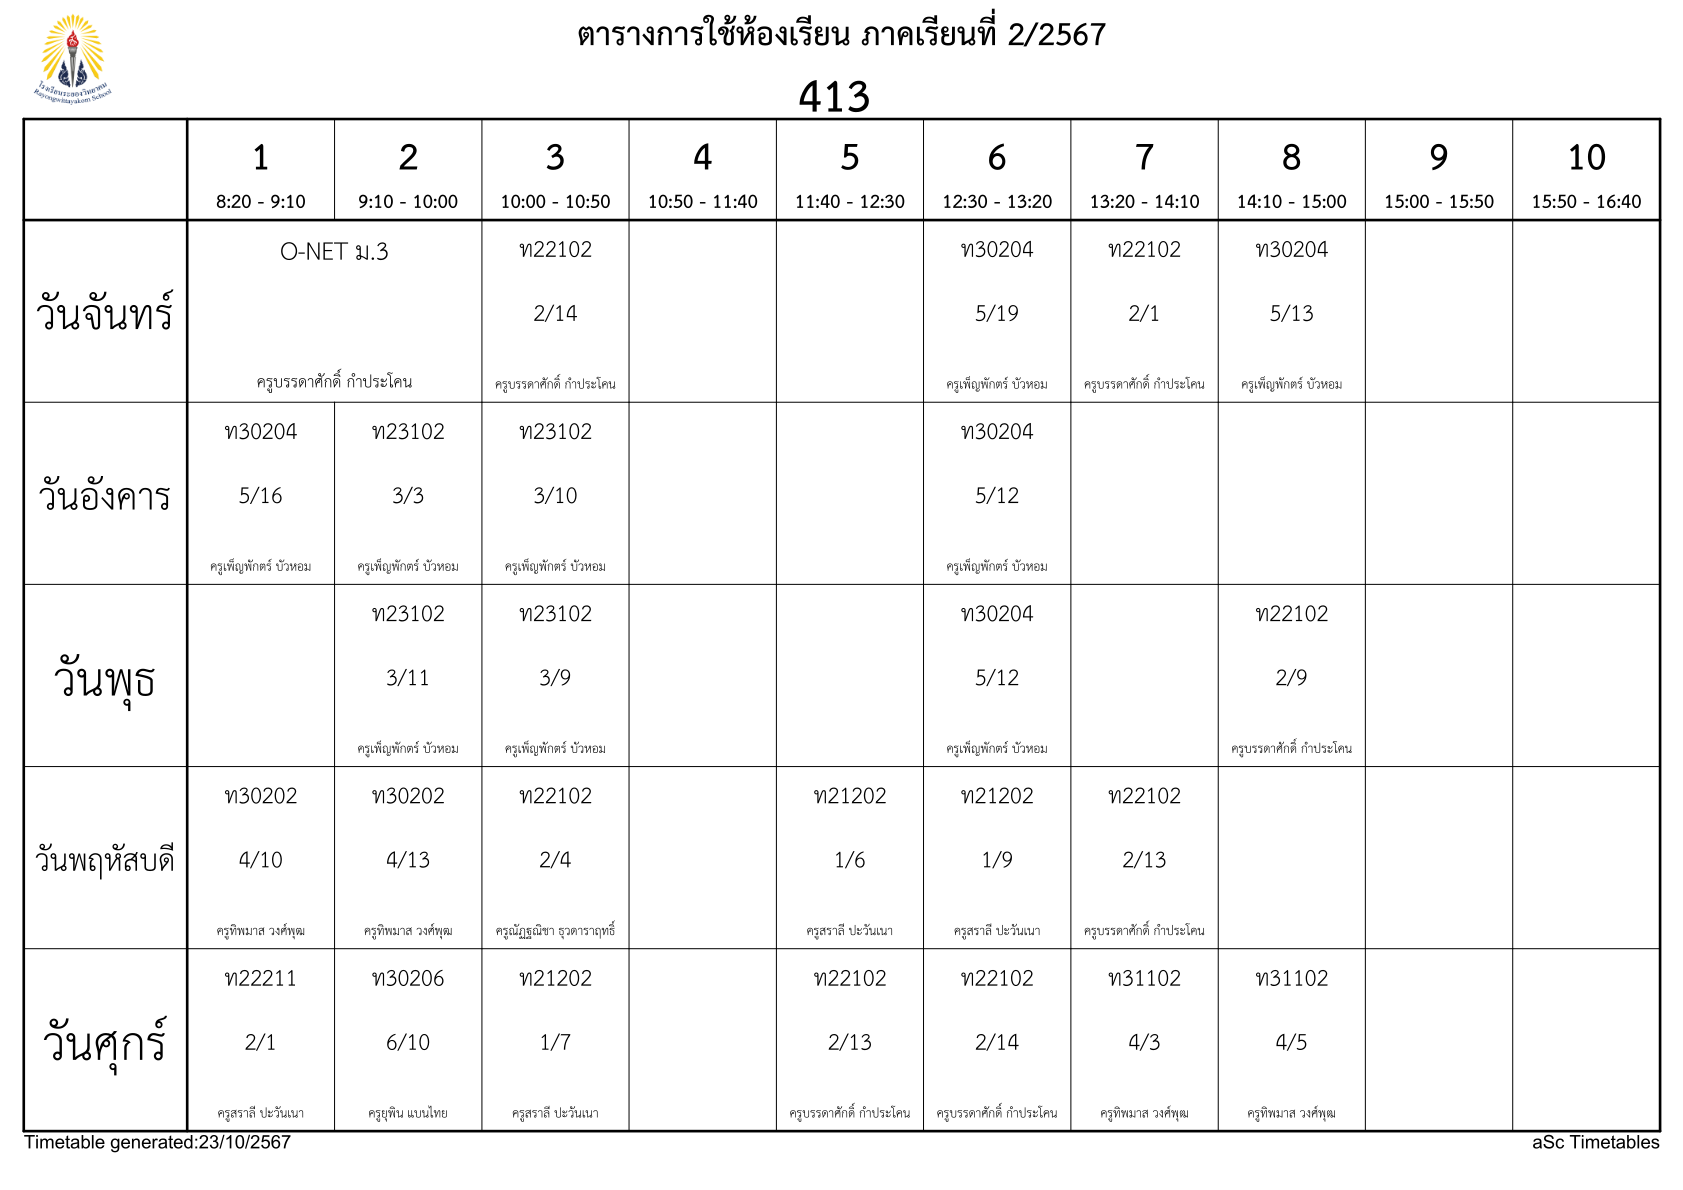 ตารางการใช้ห้องเรียน ภาคเรียนที่ 2/2567
โรงเรียนระยองวิทยาคม
Rayongwittayakom School
413
1 2 3 4 5 6 7 8 9 10
8:20 - 9:10 9:10 - 10:00 10:00 - 10:50 10:50 - 11:40 11:40 - 12:30 12:30 - 13:20 13:20 - 14:10 14:10 - 15:00 15:00 - 15:50 15:50 - 16:40
วันจันทร์
O-NET ม.3 ท22102 ท30204 ท22102 ท30204
2/14 5/19 2/1 5/13
ครูบรรดาศักดิ์ กำประโคน ครูบรรดาศักดิ์ กำประโคน ครูเพ็ญพักตร์ บัวหอม ครูบรรดาศักดิ์ กำประโคน ครูเพ็ญพักตร์ บัวหอม
วันอังคาร
ท30204 ท23102 ท23102 ท30204
5/16 3/3 3/10 5/12
ครูเพ็ญพักตร์ บัวหอม ครูเพ็ญพักตร์ บัวหอม ครูเพ็ญพักตร์ บัวหอม ครูเพ็ญพักตร์ บัวหอม
วันพุธ
ท23102 ท23102 ท30204 ท22102
3/11 3/9 5/12 2/9
ครูเพ็ญพักตร์ บัวหอม ครูเพ็ญพักตร์ บัวหอม ครูเพ็ญพักตร์ บัวหอม ครูบรรดาศักดิ์ กำประโคน
วันพฤหัสบดี
ท30202 ท30202 ท22102 ท21202 ท21202 ท22102
4/10 4/13 2/4 1/6 1/9 2/13
ครูทิพมาส วงศ์พุฒ ครูทิพมาส วงศ์พุฒ ครูณัฏฐณิชา ธุวดาราฤทธิ์ ครูสราลี ปะวันเนา ครูสราลี ปะวันเนา ครูบรรดาศักดิ์ กำประโคน
วันศุกร์
ท22211 ท30206 ท21202 ท22102 ท22102 ท31102 ท31102
2/1 6/10 1/7 2/13 2/14 4/3 4/5
ครูสราลี ปะวันเนา ครูยุพิน แบนไทย ครูสราลี ปะวันเนา ครูบรรดาศักดิ์ กำประโคน ครูบรรดาศักดิ์ กำประโคน ครูทิพมาส วงศ์พุฒ ครูทิพมาส วงศ์พุฒ
Timetable generated:23/10/2567 aSc Timetables